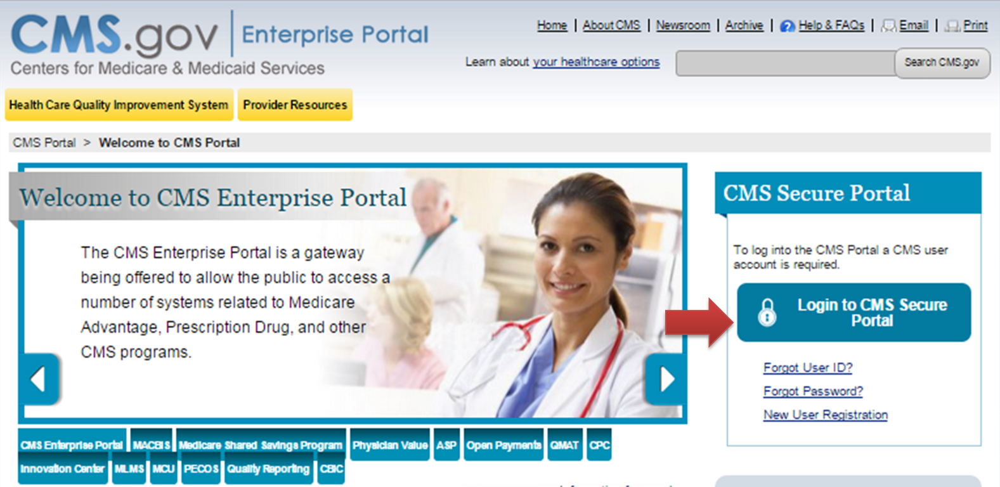 CMS.gov Enterprise Portal
Centers for Medicare & Medicaid Services
Home | About CMS | Newsroom | Archive | Help & FAQs | Email | Print
Learn about your healthcare options
Search CMS.gov
Health Care Quality Improvement System
Provider Resources
CMS Portal > Welcome to CMS Portal
Welcome to CMS Enterprise Portal
The CMS Enterprise Portal is a gateway
being offered to allow the public to access a
number of systems related to Medicare
Advantage, Prescription Drug, and other
CMS programs.
CMS Secure Portal
To log into the CMS Portal a CMS user
account is required.
Login to CMS Secure
Portal
Forgot User ID?
Forgot Password?
New User Registration
CMS Enterprise Portal MACBIS Medicare Shared Savings Program Physician Value ASP Open Payments QMAT CPC
Innovation Center MLMS MCU PECOS Quality Reporting CBIC